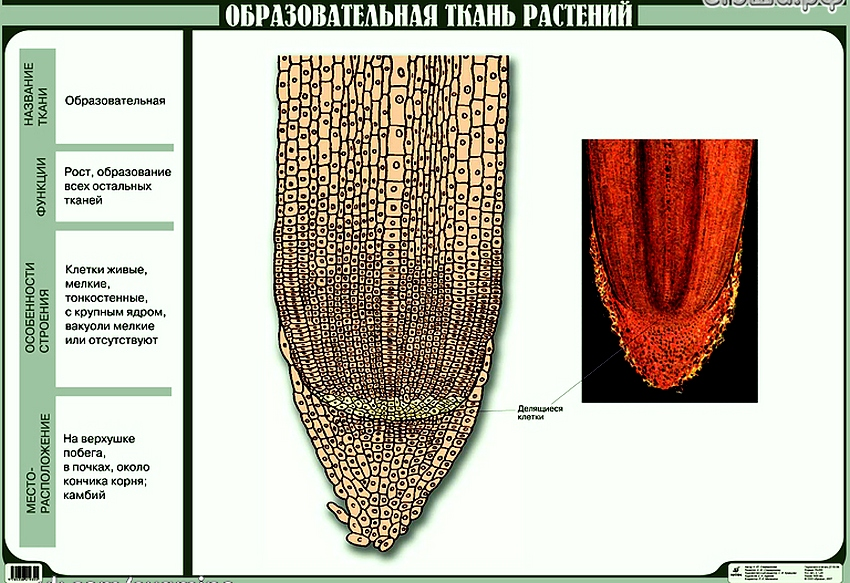 ОБРАЗОВАТЕЛЬНАЯ ТКАНЬ РАСТЕНИЙ
НАЗВАНИЕ
ТКАНИ
Образовательная
ФУНКЦИИ
Рост, образование
всех остальных
тканей
ОСОБЕННОСТИ
СТРОЕНИЯ
Клетки живые,
мелкие,
тонкостенные,
с крупным ядром,
вакуоли мелкие
или отсутствуют
МЕСТО-
РАСПОЛОЖЕНИЕ
На верхушке
побега,
в почках, около
кончика корня;
камбий
Делящиеся
клетки